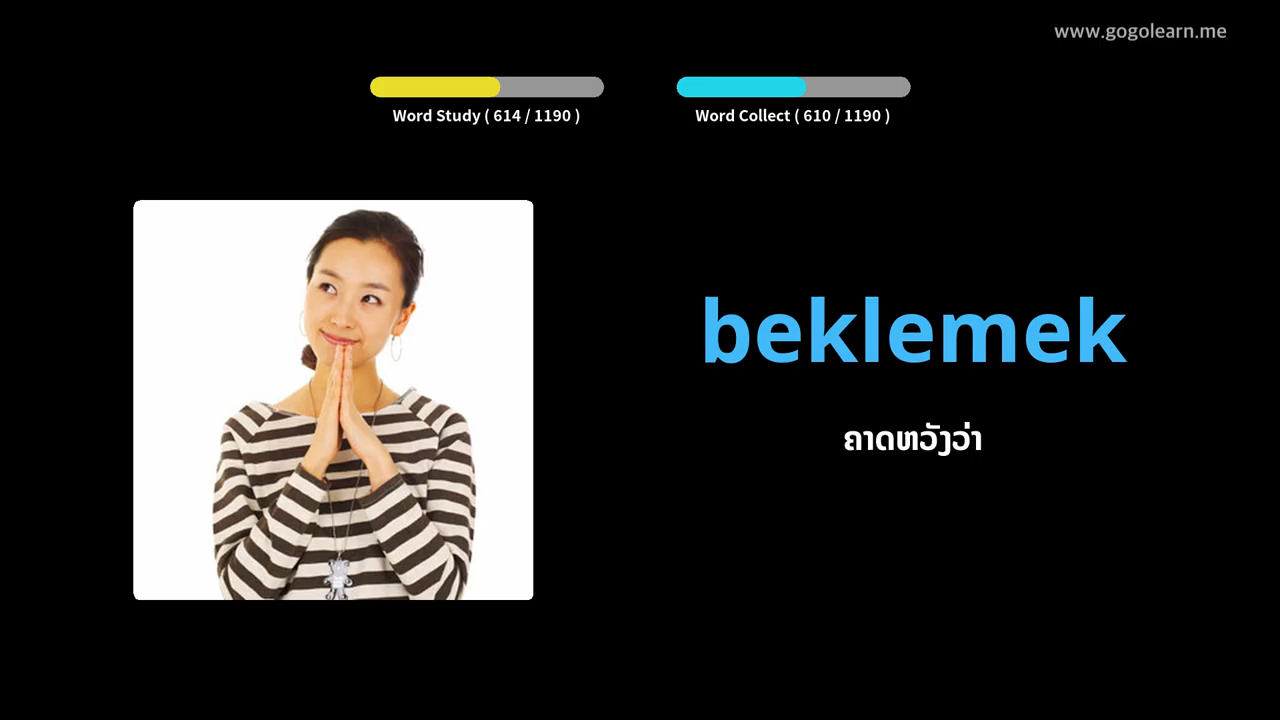 www.gogolearn.me
Word Study ( 614 / 1190 )
Word Collect ( 610 / 1190 )
beklemek
ຄາດຫວັງວ່າ